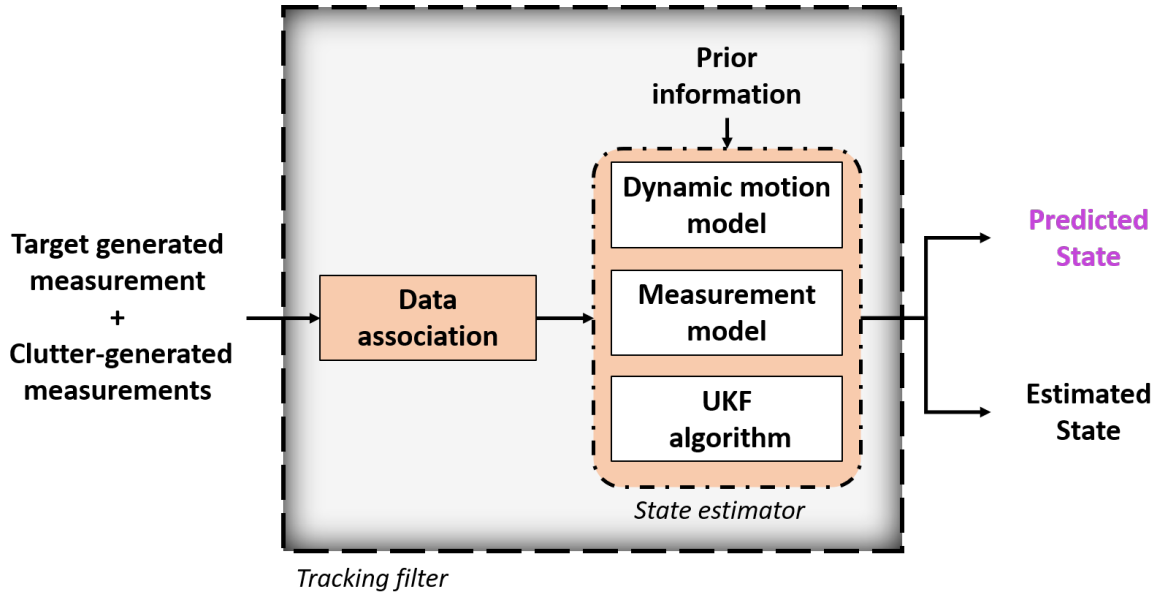 Target generated
measurement
+
Clutter-generated
measurements
Data
association
Prior
information
Dynamic motion
model
Measurement
model
UKF
algorithm
State estimator
Tracking filter
Predicted
State
Estimated
State